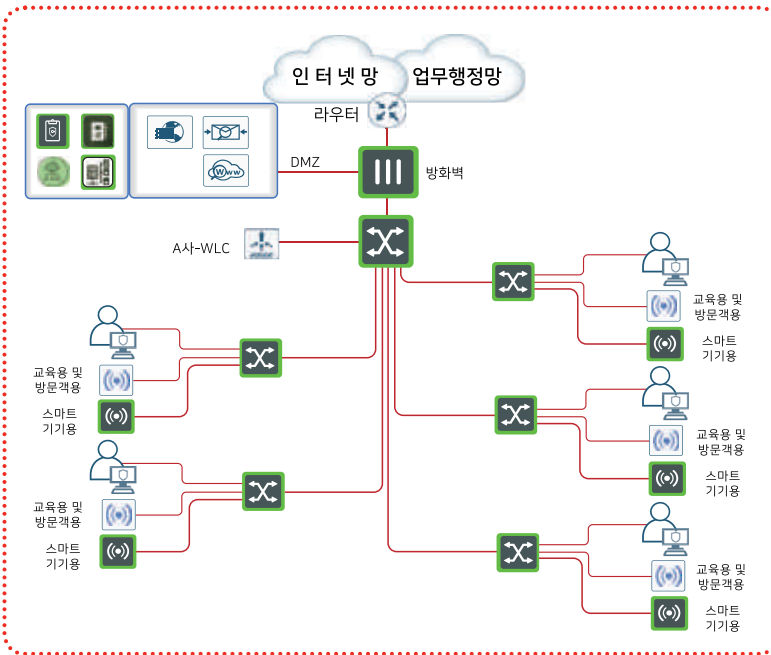 인터넷망
업무행정망
라우터
DMZ
방화벽
Www
A사-WLC
교육용 및
방문객용
스마트
기기용
교육용 및
방문객용
스마트
기기용
교육용 및
방문객용
스마트
기기용
교육용 및
방문객용
스마트
기기용
교육용 및
방문객용
스마트
기기용